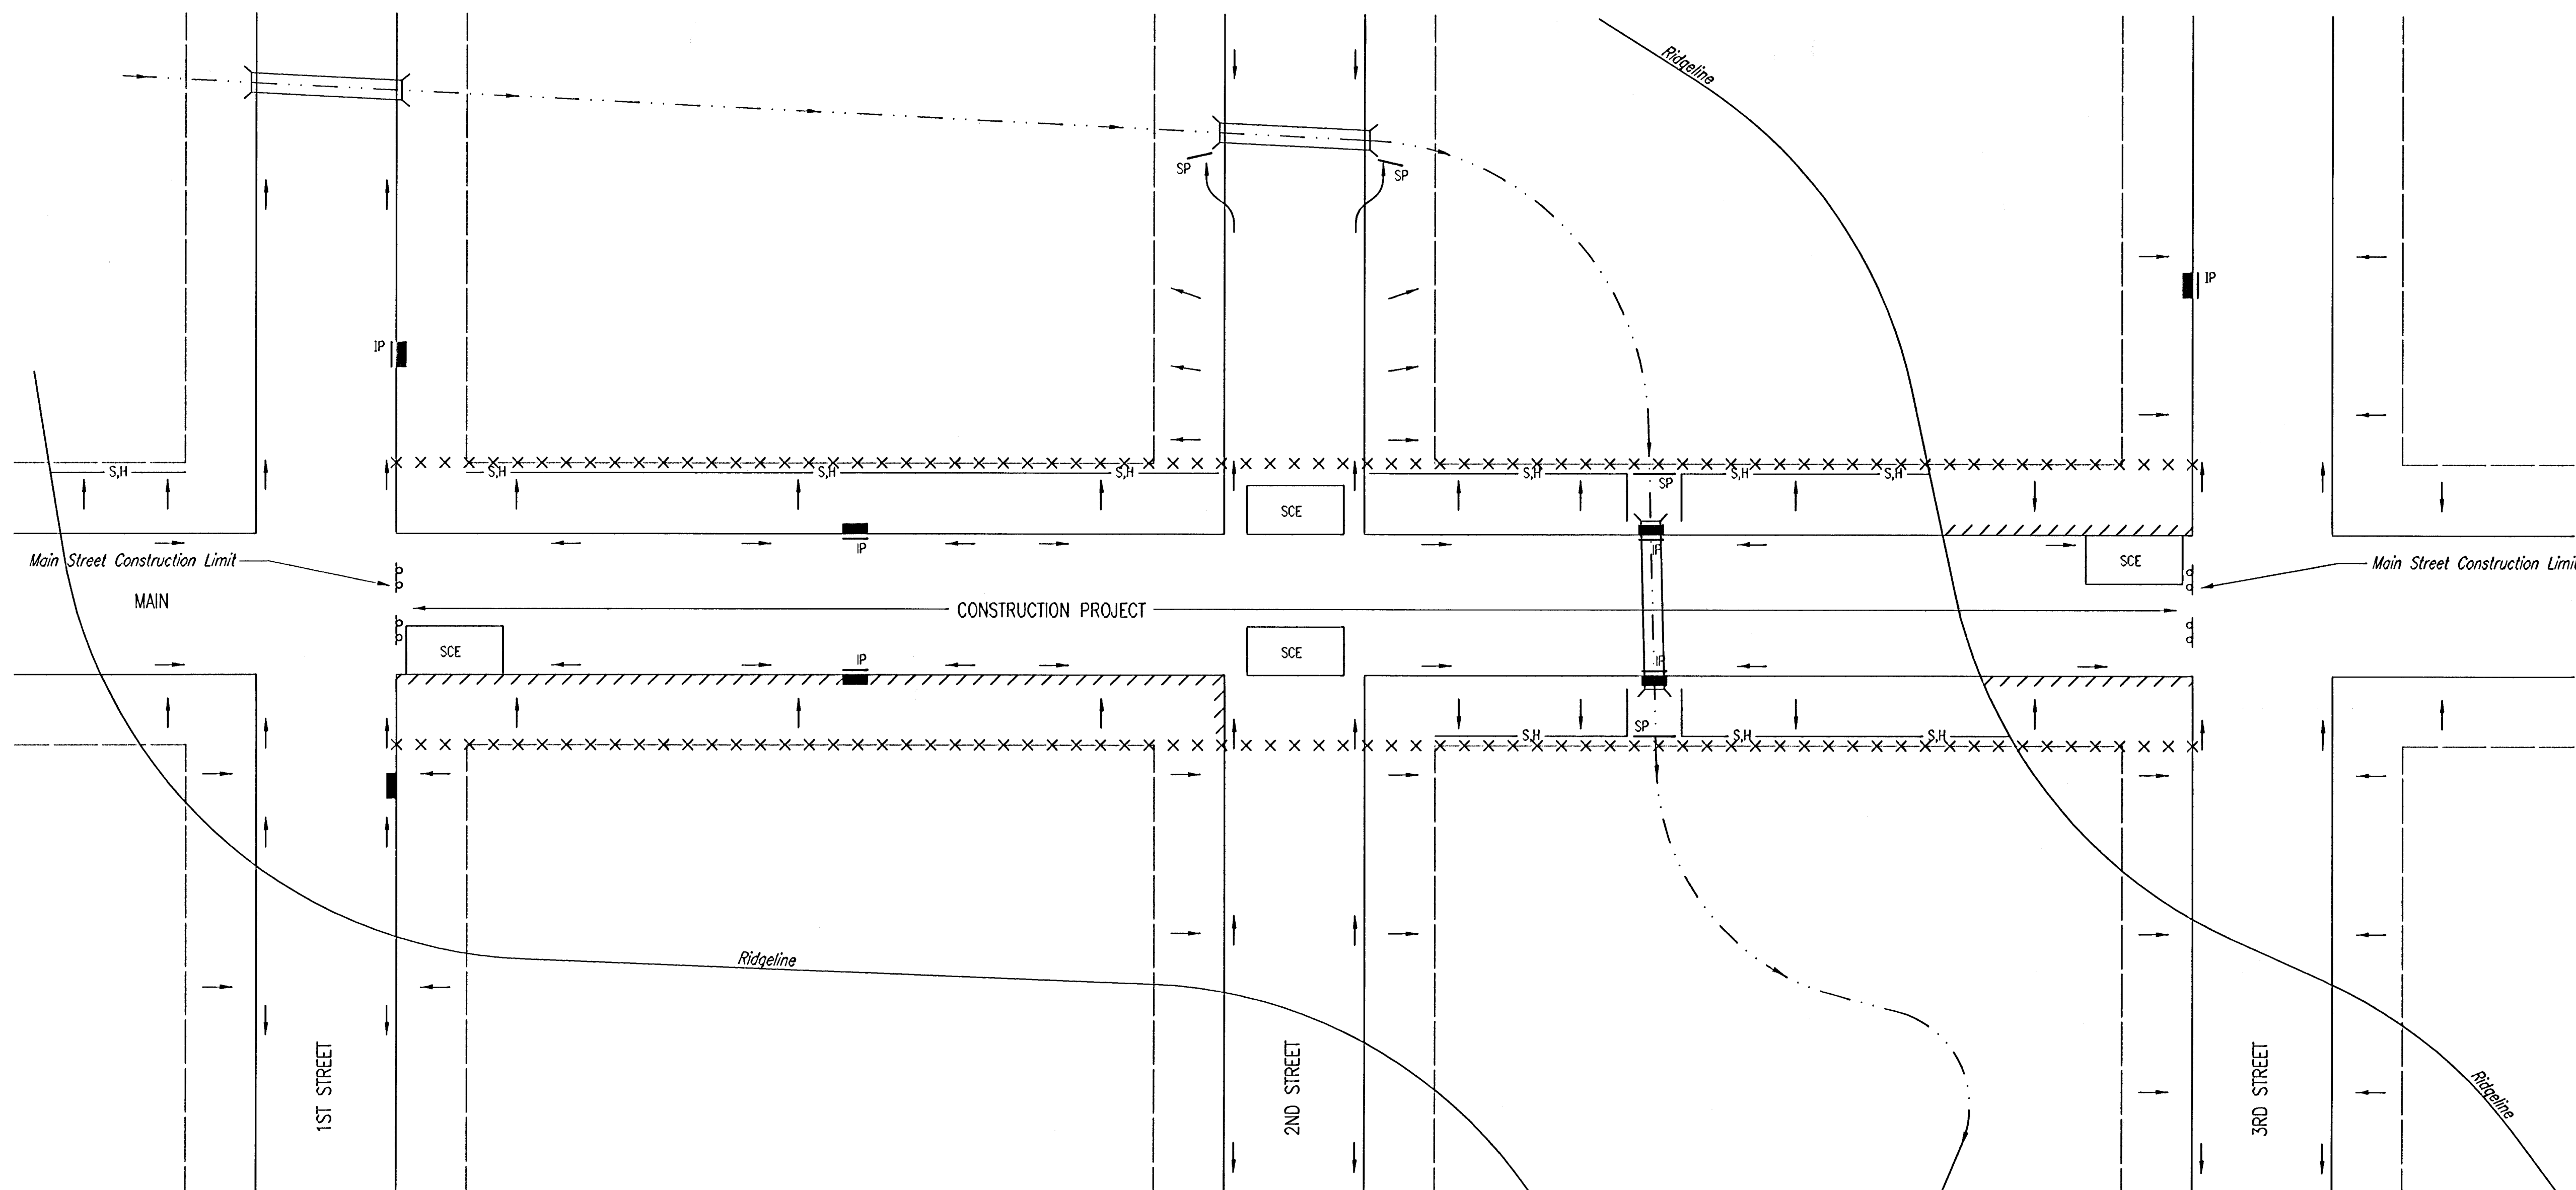 Ridgeline
SP
SP
IP
IP
S,H
S,H
S,H
S,H
S,H
SP
S,H
S,H
SCE
Main Street Construction Limit
IP
IP
SCE
Main Street Construction Limit
MAIN
CONSTRUCTION PROJECT
SCE
IP
SCE
IP
SP
S,H
S,H
S,H
Ridgeline
1ST STREET
2ND STREET
3RD STREET
Ridgeline